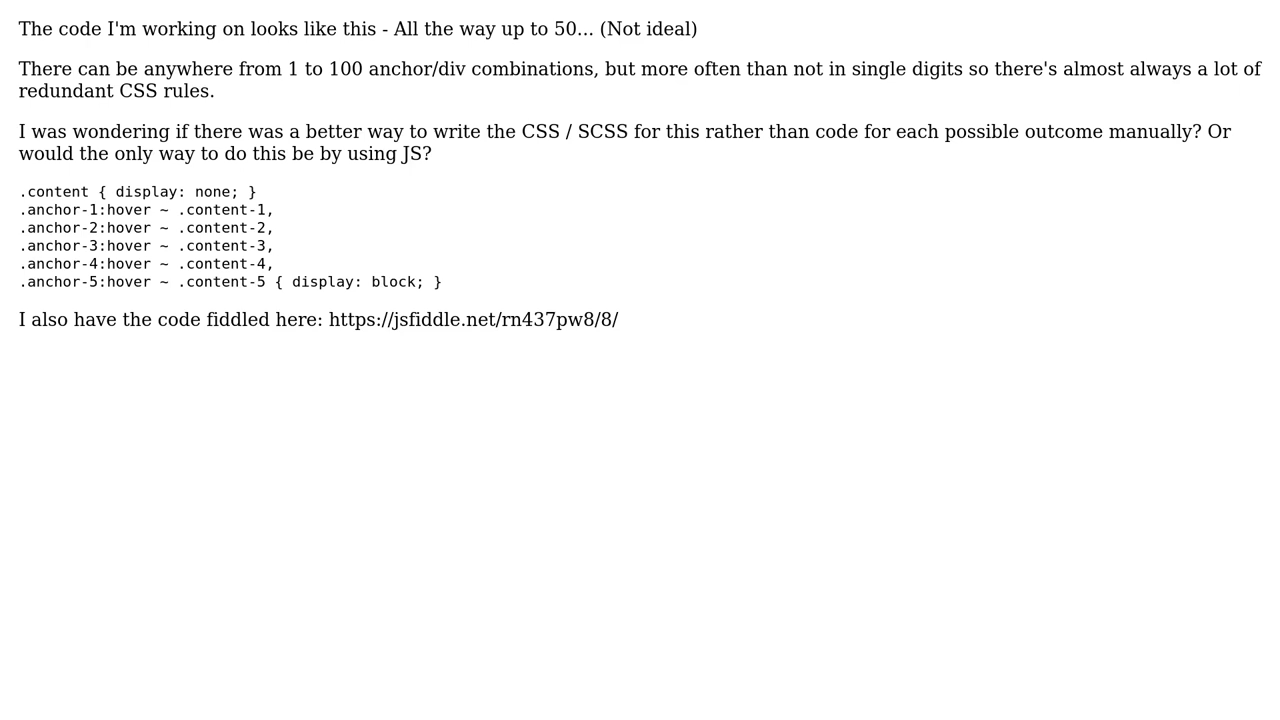 The code I'm working on looks like this - All the way up to 50... (Not ideal)
There can be anywhere from 1 to 100 anchor/div combinations, but more often than not in single digits so there's almost always a lot of
redundant CSS rules.
I was wondering if there was a better way to write the CSS / SCSS for this rather than code for each possible outcome manually? Or
would the only way to do this be by using JS?
.content { display: none; }
.anchor-1:hover ~ .content-1,
.anchor-2:hover ~ .content-2,
.anchor-3:hover ~ .content-3,
.anchor-4:hover ~ .content-4,
.anchor-5:hover ~ .content-5 { display: block; }
I also have the code fiddled here: https://jsfiddle.net/rn437pw8/8/